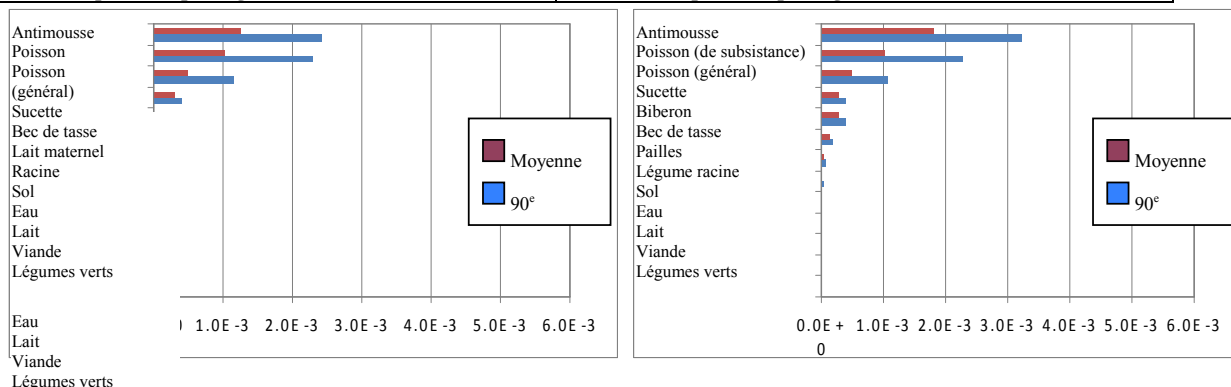 Antimousse
Poisson
Poisson
(général)
Sucette
Bec de tasse
Lait maternel
Racine
Sol
Eau
Lait
Viande
Légumes verts
Eau
Lait
Viande
Légumes verts
1.0E -3 2.0E -3 3.0E -3 4.0E -3 5.0E -3 6.0E -3
Moyenne
90e
Antimousse
Poisson (de subsistance)
Poisson (général)
Sucette
Biberon
Bec de tasse
Pailles
Légume racine
Sol
Eau
Lait
Viande
Légumes verts
0.0E + 1.0E -3 2.0E -3 3.0E -3 4.0E -3 5.0E -3 6.0E -3
0
Moyenne
90e